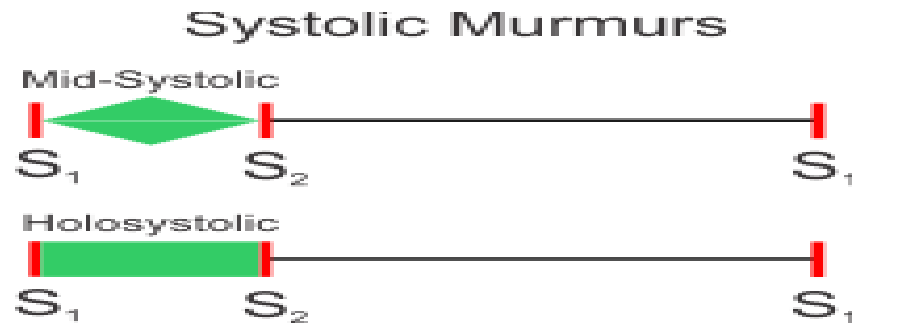 Systolic Murmurs
Mid-Systolic
S₁ S₂ S₁
Holosystolic
S₁ S₂ S₁